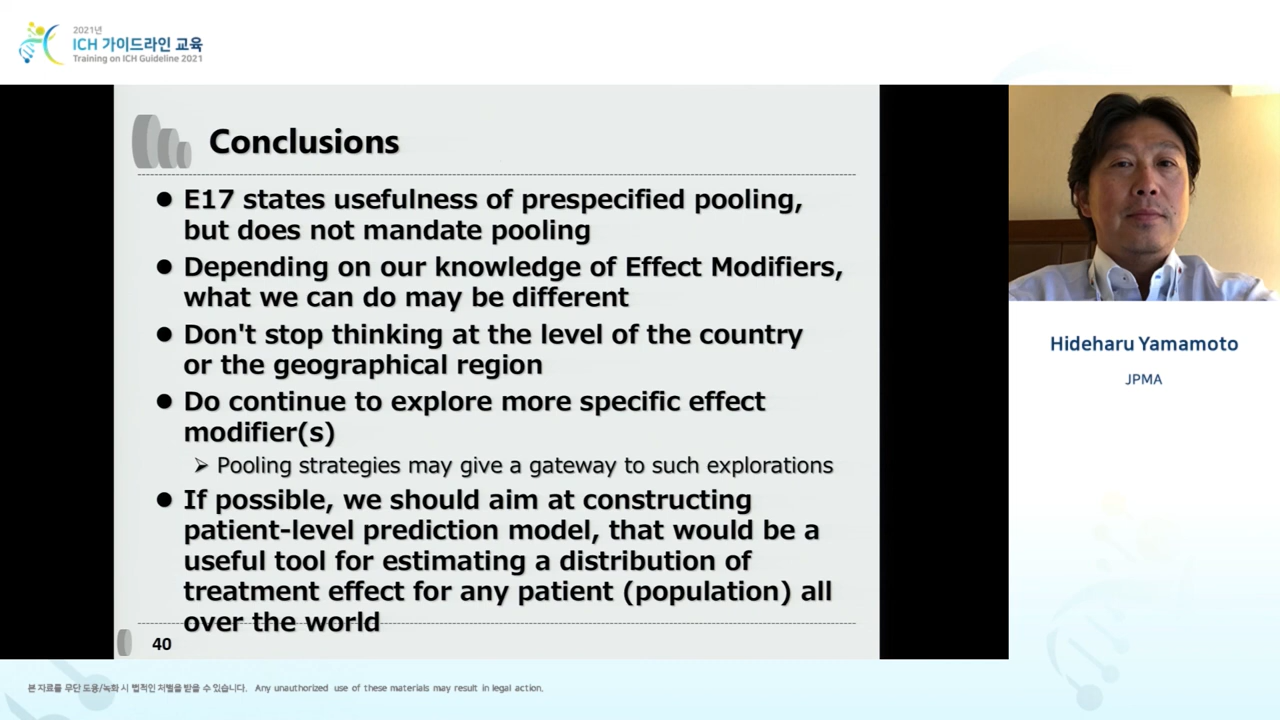 2021년
ICH 가이드라인 교육
Training on ICH Guideline 2021
Conclusions
● E17 states usefulness of prespecified pooling,
but does not mandate pooling
● Depending on our knowledge of Effect Modifiers,
what we can do may be different
● Don't stop thinking at the level of the country
or the geographical region
● Do continue to explore more specific effect
modifier(s)
➢ Pooling strategies may give a gateway to such explorations
● If possible, we should aim at constructing
patient-level prediction model, that would be a
useful tool for estimating a distribution of
treatment effect for any patient (population) all
over the world
40
Hideharu Yamamoto
JPMA
본 자료를 무단 도용/녹화 시 법적인 처벌을 받을 수 있습니다. Any unauthorized use of these materials may result in legal action.